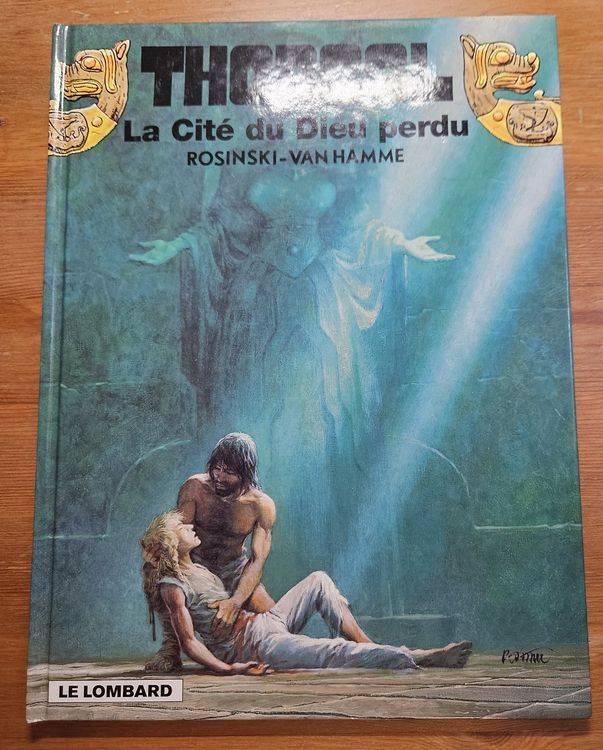 THORGAL
La Cité du Dieu perdu
ROSINSKI-VAN HAMME
LE LOMBARD